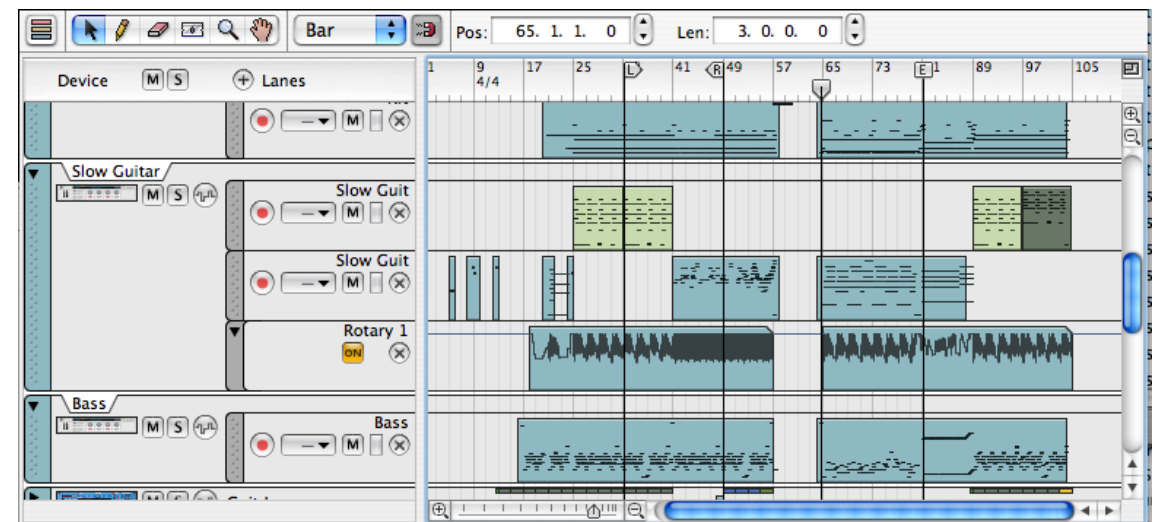 Bar Pos: 65. 1. 1. 0 Len: 3. 0. 0. 0
Device M S Lanes
1 9 17 25 L 41 R 49 57 65 73 E 1 89 97 105
4/4
M
Slow Guitar
M S
Slow Guit
M
Slow Guit
M
Rotary 1
ON
Bass
M S
Bass
M
M S